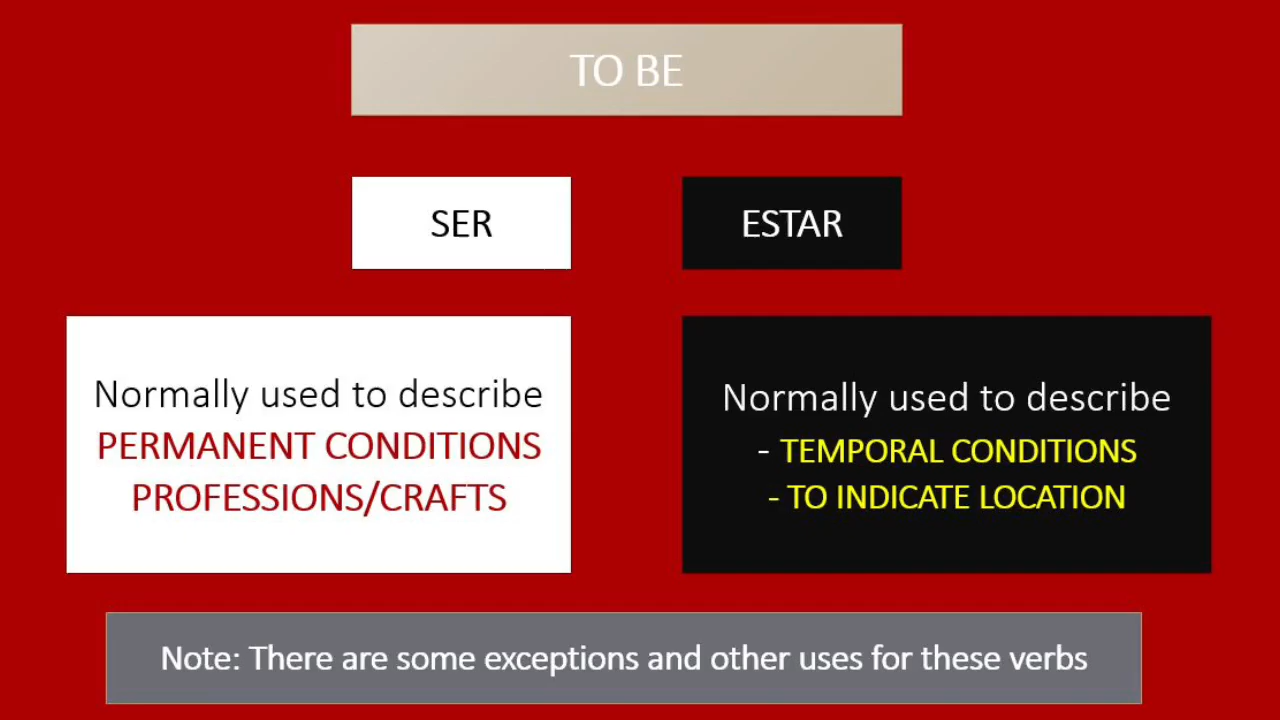 TO BE
SER
ESTAR
Normally used to describe
PERMANENT CONDITIONS
PROFESSIONS/CRAFTS
Normally used to describe
- TEMPORAL CONDITIONS
- TO INDICATE LOCATION
Note: There are some exceptions and other uses for these verbs